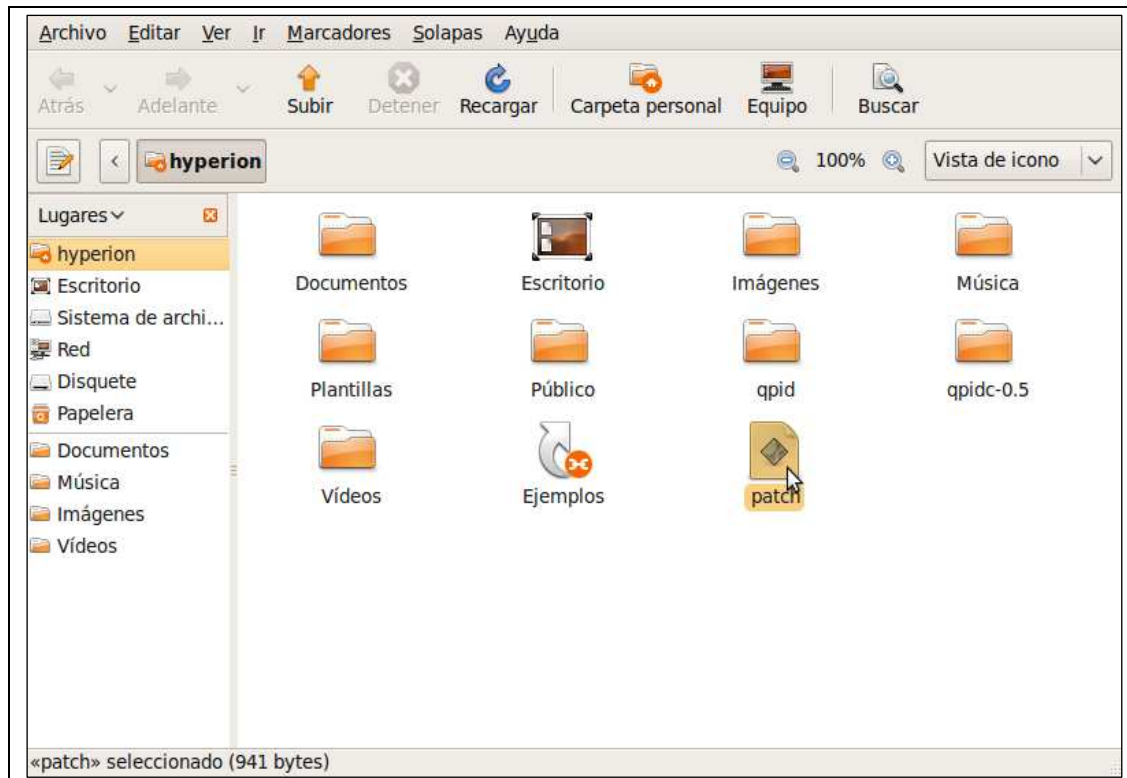 Archivo Editar Ver Ir Marcadores Solapas Ayuda
Atrás Adelante Subir Detener Recargar Carpeta personal Equipo Buscar
hyperion 100% Vista de icono
Lugares
hyperion
Escritorio
Sistema de archi...
Red
Disquete
Papelera
Documentos
Música
Imágenes
Vídeos
Documentos Escritorio Imágenes Música
Plantillas Público qpid qpidc-0.5
Vídeos Ejemplos patch
«patch» seleccionado (941 bytes)